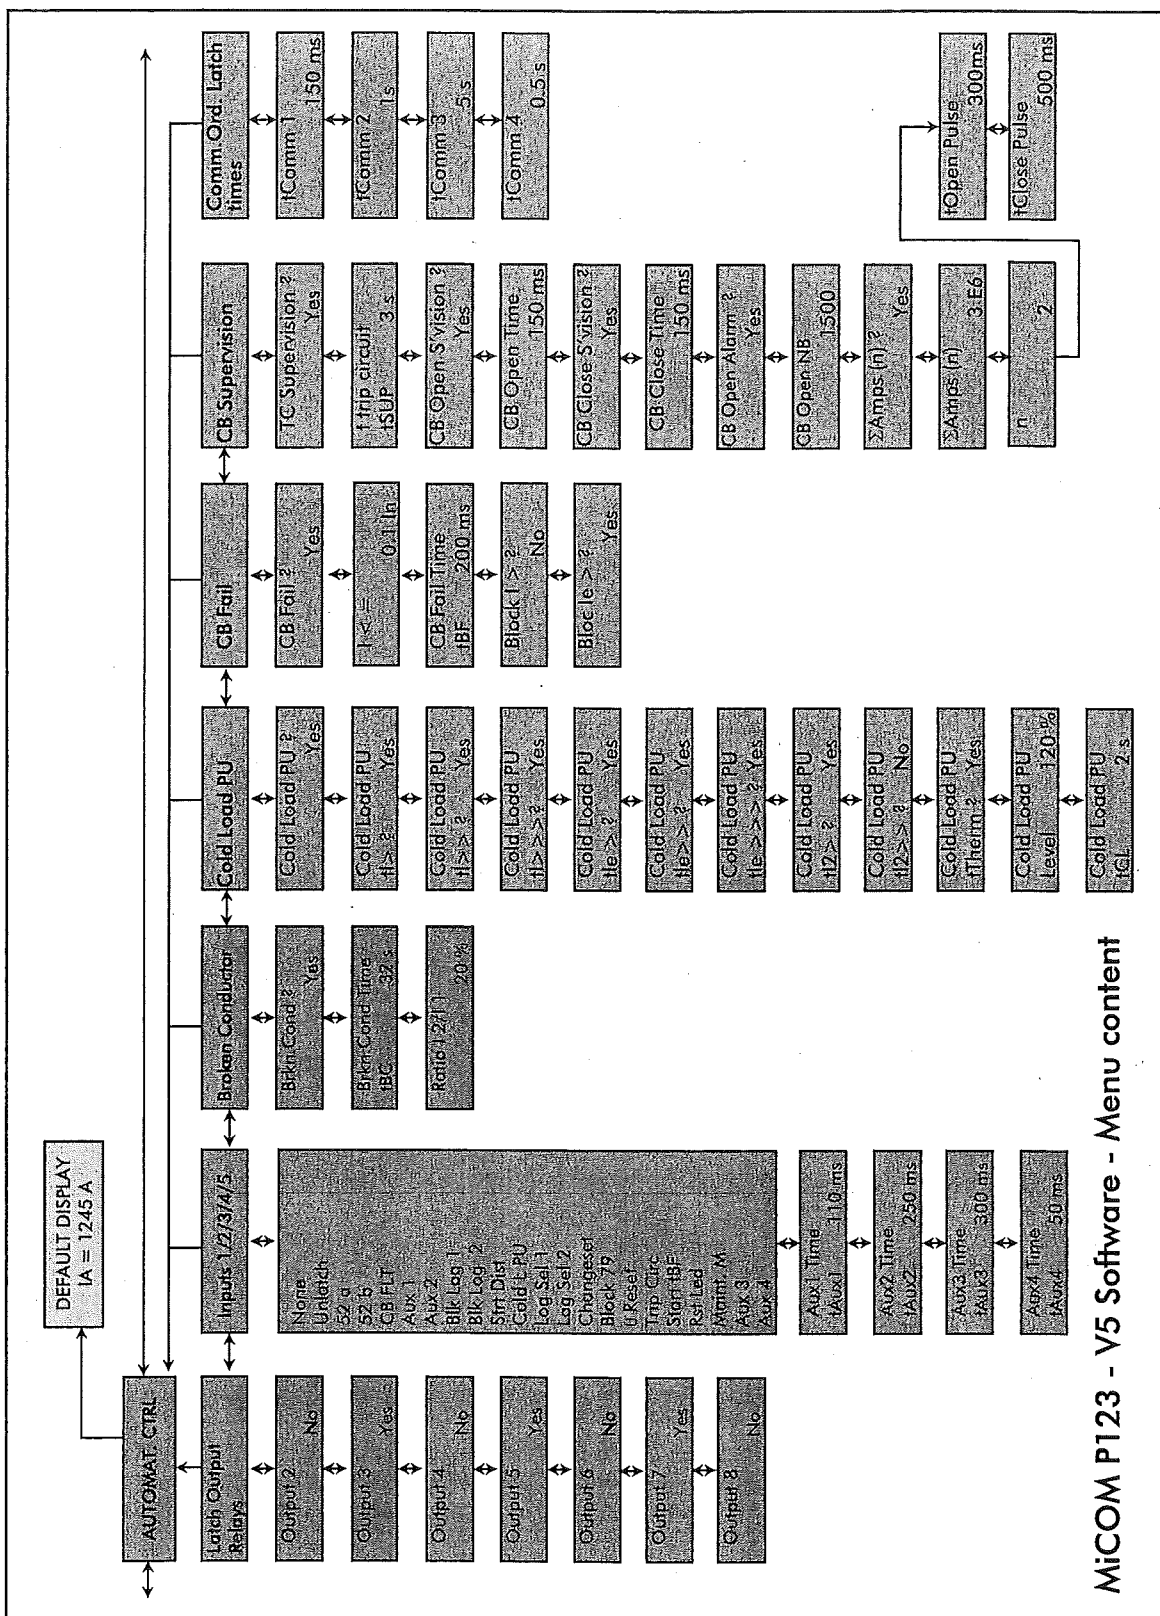 DEFAULT DISPLAY
IA = 1245 A
AUTOMAT. CTRL
Latch Output
Relays
Output 2
No
Output 3
Yes
Output 4
No
Output 5
Yes
Output 6
No
Output 7
Yes
Output 8
No
Inputs 1/2/3/4/5
None
Unlatch
52 a
52 b
CB FLT
Aux 1
Aux 2
Blk Log 1
Blk Log 2
Strt Dist
Cold L PU
Log Sel 1
Log Sel 2
Change set
Block 79
θ Reset
Trip Circ
Start tBF
Rst Led
Maint. M
Aux 3
Aux 4
Aux1 Time
tAux1 110 ms
Aux2 Time
tAux2 250 ms
Aux3 Time
tAux3 300 ms
Aux4 Time
tAux4 50 ms
Broken Conductor
Brkn Cond ?
Yes
Brkn Cond Time
tBC 32 s
Ratio I 2/I 1
20 %
Cold Load PU
Cold Load PU ?
Yes
Cold Load PU
tI> ? Yes
Cold Load PU
tI>> ? Yes
Cold Load PU
tI>>> ? Yes
Cold Load PU
tIe> ? Yes
Cold Load PU
tIe>> ? Yes
Cold Load PU
tIe>>> ? Yes
Cold Load PU
tI2> ? Yes
Cold Load PU
tI2>> ? No
Cold Load PU
tTherm ? Yes
Cold Load PU
Level 120 %
Cold Load PU
tCL 2 s
CB Fail
CB Fail ?
Yes
I < =
0.1 In
CB Fail Time
tBF 200 ms
Block I > ?
No
Bloc Ie > ?
Yes
CB Supervision
TC Supervision ?
Yes
t trip circuit
tSUP 3 s
CB Open S'vision ?
Yes
CB Open Time
150 ms
CB Close S'vision ?
Yes
CB Close Time
150 ms
CB Open Alarm ?
Yes
CB Open NB
1500
ΣAmps (n) ?
Yes
ΣAmps (n)
3 E6
n
2
tOpen Pulse
300ms
tClose Pulse
500 ms
Comm.Ord. Latch
times
tComm 1
150 ms
tComm 2
1s
tComm 3
5 s
tComm 4
0.5 s
MiCOM P123 - V5 Software - Menu content